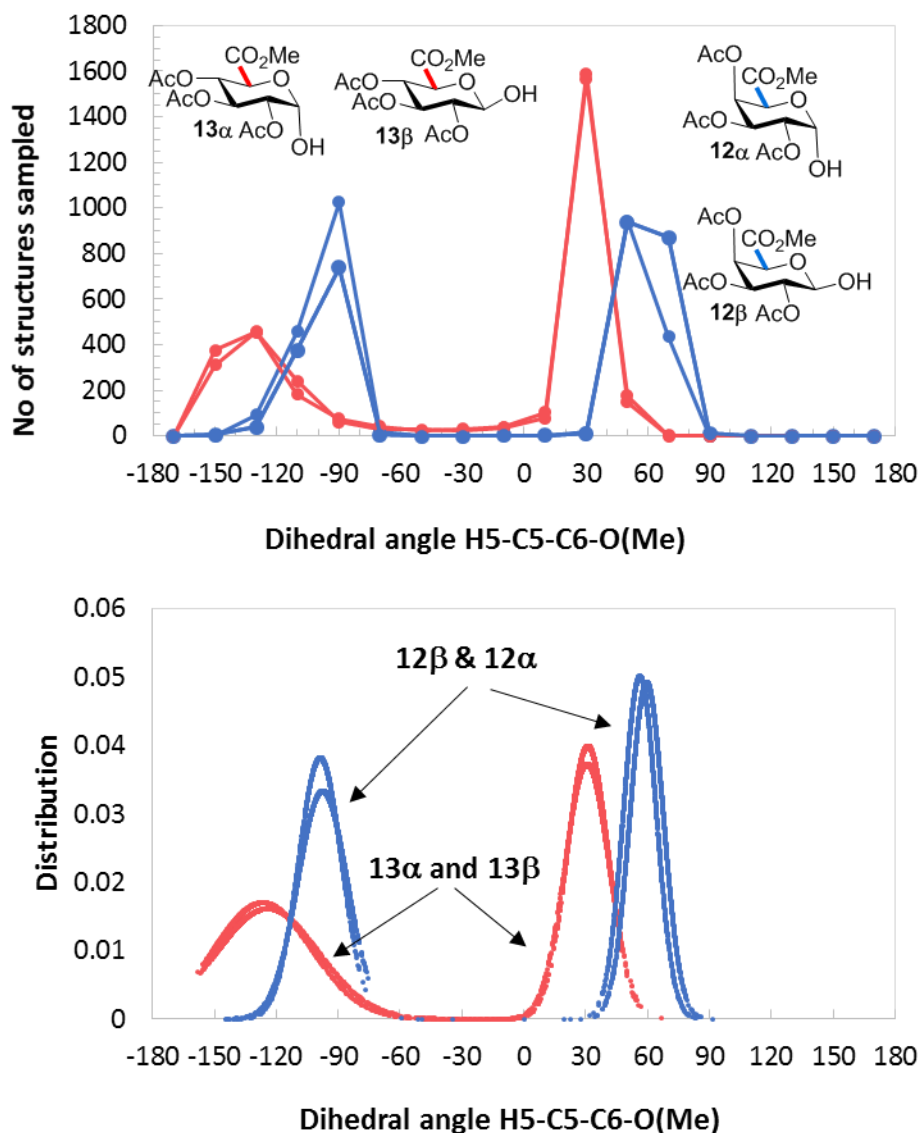 No of structures sampled
1800
1600
1400
1200
1000
800
600
400
200
0
CO₂Me
AcO
O
AcO
13α AcO
OH
CO₂Me
AcO
O
AcO
OH
13β
AcO
AcO
CO₂Me
O
AcO
12α AcO
OH
AcO
CO₂Me
O
AcO
OH
12β AcO
-180 -150 -120 -90 -60 -30 0 30 60 90 120 150 180
Dihedral angle H5-C5-C6-O(Me)
Distribution
0.06
0.05
0.04
0.03
0.02
0.01
0
12β & 12α
13α and 13β
-180 -150 -120 -90 -60 -30 0 30 60 90 120 150 180
Dihedral angle H5-C5-C6-O(Me)